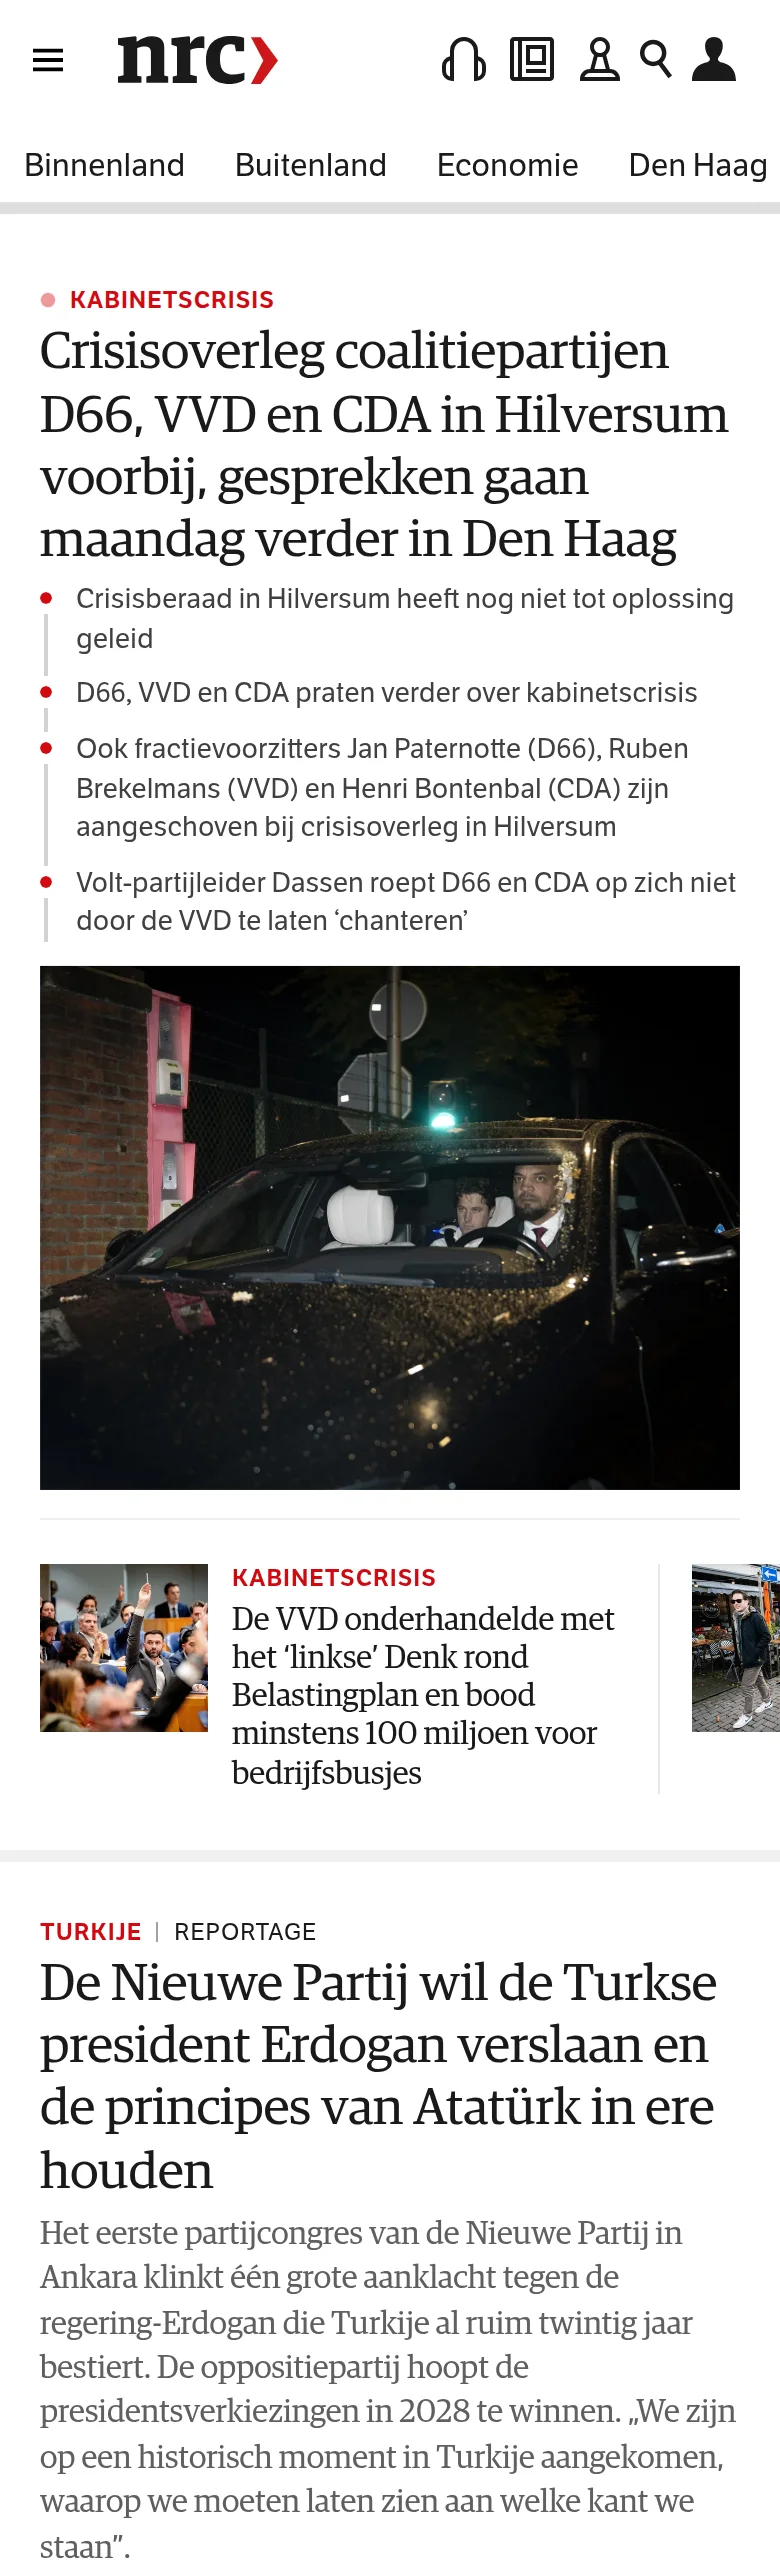 nrc
Binnenland Buitenland Economie Den Haag
KABINETSCRISIS
Crisisoverleg coalitiepartijen
D66, VVD en CDA in Hilversum
voorbij, gesprekken gaan
maandag verder in Den Haag
Crisisberaad in Hilversum heeft nog niet tot oplossing
geleid
D66, VVD en CDA praten verder over kabinetscrisis
Ook fractievoorzitters Jan Paternotte (D66), Ruben
Brekelmans (VVD) en Henri Bontenbal (CDA) zijn
aangeschoven bij crisisoverleg in Hilversum
Volt-partijleider Dassen roept D66 en CDA op zich niet
door de VVD te laten ‘chanteren’
KABINETSCRISIS
De VVD onderhandelde met
het ‘linkse’ Denk rond
Belastingplan en bood
minstens 100 miljoen voor
bedrijfsbusjes
TURKIJE | REPORTAGE
De Nieuwe Partij wil de Turkse
president Erdogan verslaan en
de principes van Atatürk in ere
houden
Het eerste partijcongres van de Nieuwe Partij in
Ankara klinkt één grote aanklacht tegen de
regering-Erdogan die Turkije al ruim twintig jaar
bestiert. De oppositiepartij hoopt de
presidentsverkiezingen in 2028 te winnen. „We zijn
op een historisch moment in Turkije aangekomen,
waarop we moeten laten zien aan welke kant we
staan”.